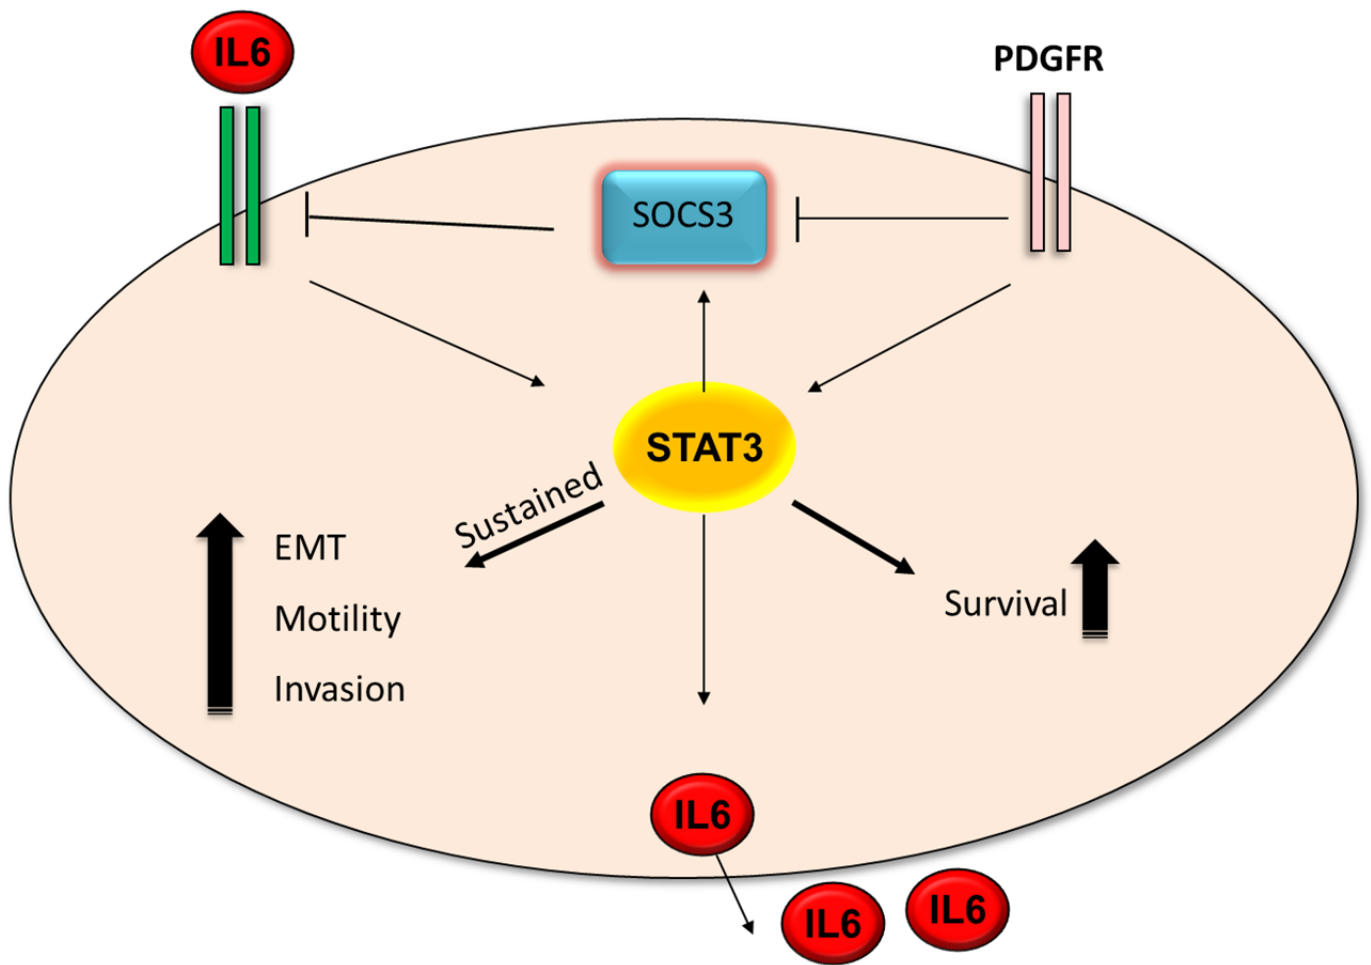 IL6
PDGFR
SOCS3
STAT3
Sustained
EMT
Motility
Invasion
Survival
IL6
IL6
IL6